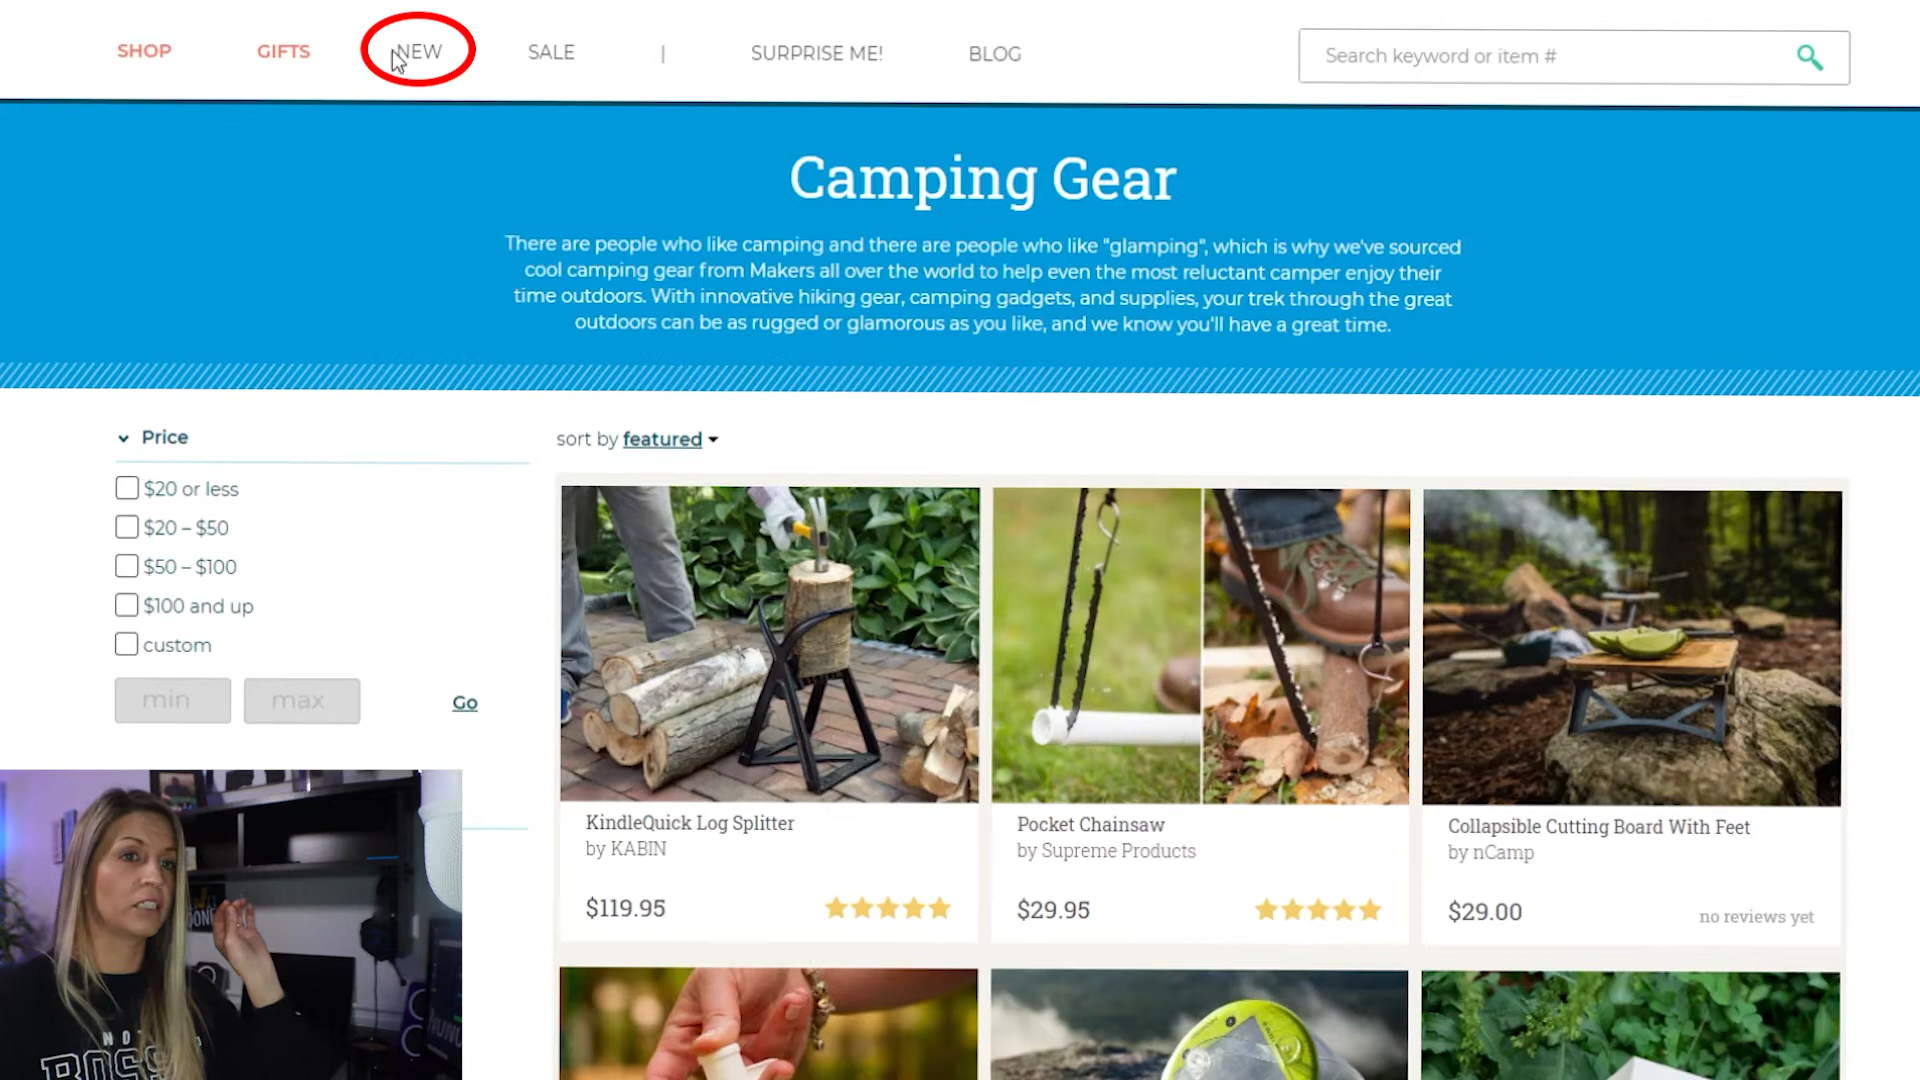 SHOP
GIFTS
NEW
SALE
|
SURPRISE ME!
BLOG
Search keyword or item #
Camping Gear
There are people who like camping and there are people who like "glamping", which is why we've sourced
cool camping gear from Makers all over the world to help even the most reluctant camper enjoy their
time outdoors. With innovative hiking gear, camping gadgets, and supplies, your trek through the great
outdoors can be as rugged or glamorous as you like, and we know you'll have a great time.
Price
$20 or less
$20 – $50
$50 – $100
$100 and up
custom
min
max
Go
sort by featured
KindleQuick Log Splitter
by KABIN
$119.95
Pocket Chainsaw
by Supreme Products
$29.95
Collapsible Cutting Board With Feet
by nCamp
$29.00
no reviews yet